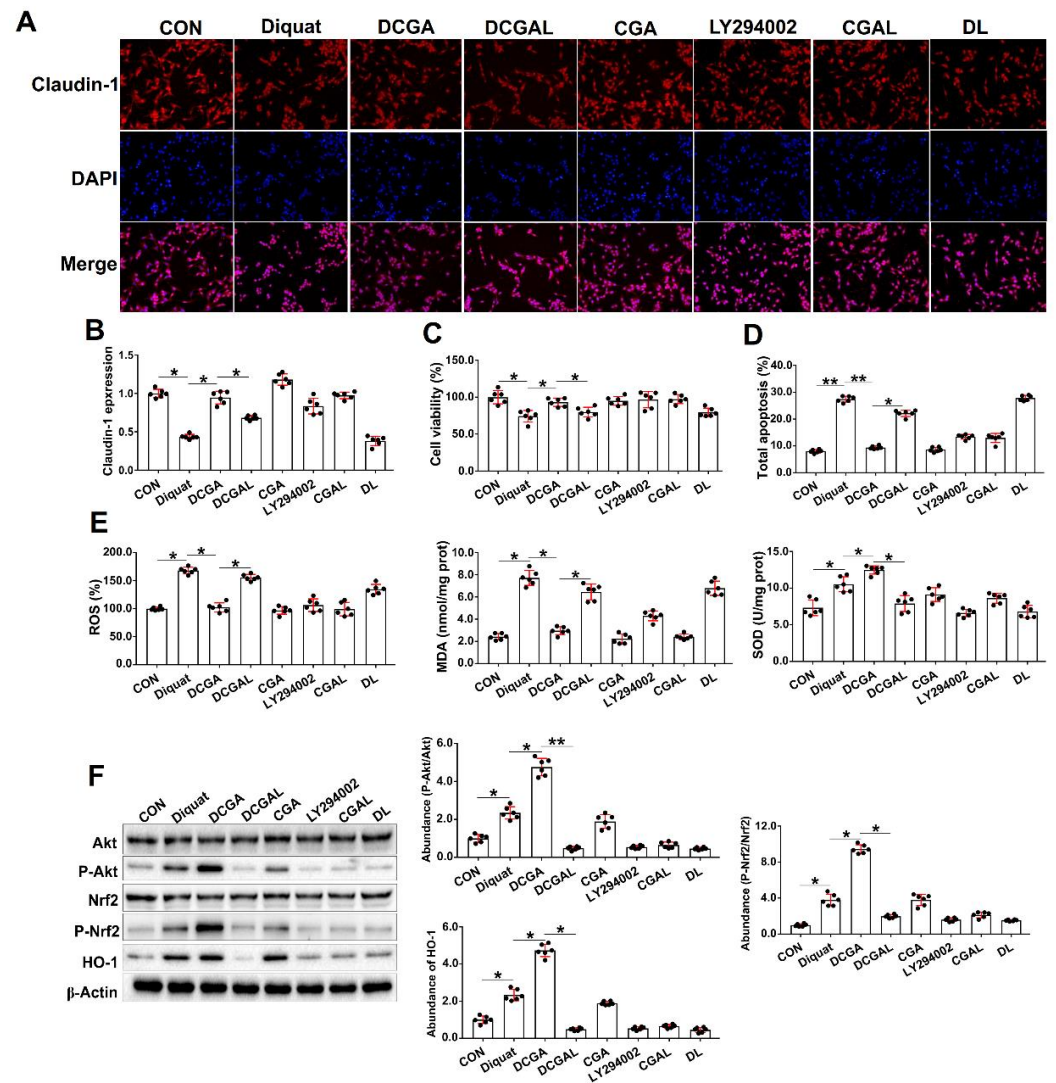 A
CON Diquat DCGA DCGAL CGA LY294002 CGAL DL
Claudin-1
DAPI
Merge
B
Claudin-1 epxression
1.5
1.0
0.5
0.0
* * *
CON Diquat DCGA DCGAL CGA LY294002 CGAL DL
C
Cell viability (%)
150.0
100.0
50.0
0.0
* * *
CON Diquat DCGA DCGAL CGA LY294002 CGAL DL
D
Total apoptosis (%)
40.0
30.0
20.0
10.0
0.0
** ** *
CON Diquat DCGA DCGAL CGA LY294002 CGAL DL
E
ROS (%)
200.0
150.0
100.0
50.0
0.0
* * *
CON Diquat DCGA DCGAL CGA LY294002 CGAL DL
MDA (nmol/mg prot)
10.0
8.0
6.0
4.0
2.0
0.0
* * *
CON Diquat DCGA DCGAL CGA LY294002 CGAL DL
SOD (U/mg prot)
15.0
10.0
5.0
0.0
* * *
CON Diquat DCGA DCGAL CGA LY294002 CGAL DL
F
CON Diquat DCGA DCGAL CGA LY294002 CGAL DL
Akt
P-Akt
Nrf2
P-Nrf2
HO-1
β-Actin
Abundance (P-Akt/Akt)
6.0
4.0
2.0
0.0
* * **
CON Diquat DCGA DCGAL CGA LY294002 CGAL DL
Abundance of HO-1
6.0
4.0
2.0
0.0
* * *
CON Diquat DCGA DCGAL CGA LY294002 CGAL DL
Abundance (P-Nrf2/Nrf2)
12.0
8.0
4.0
0.0
* * *
CON Diquat DCGA DCGAL CGA LY294002 CGAL DL